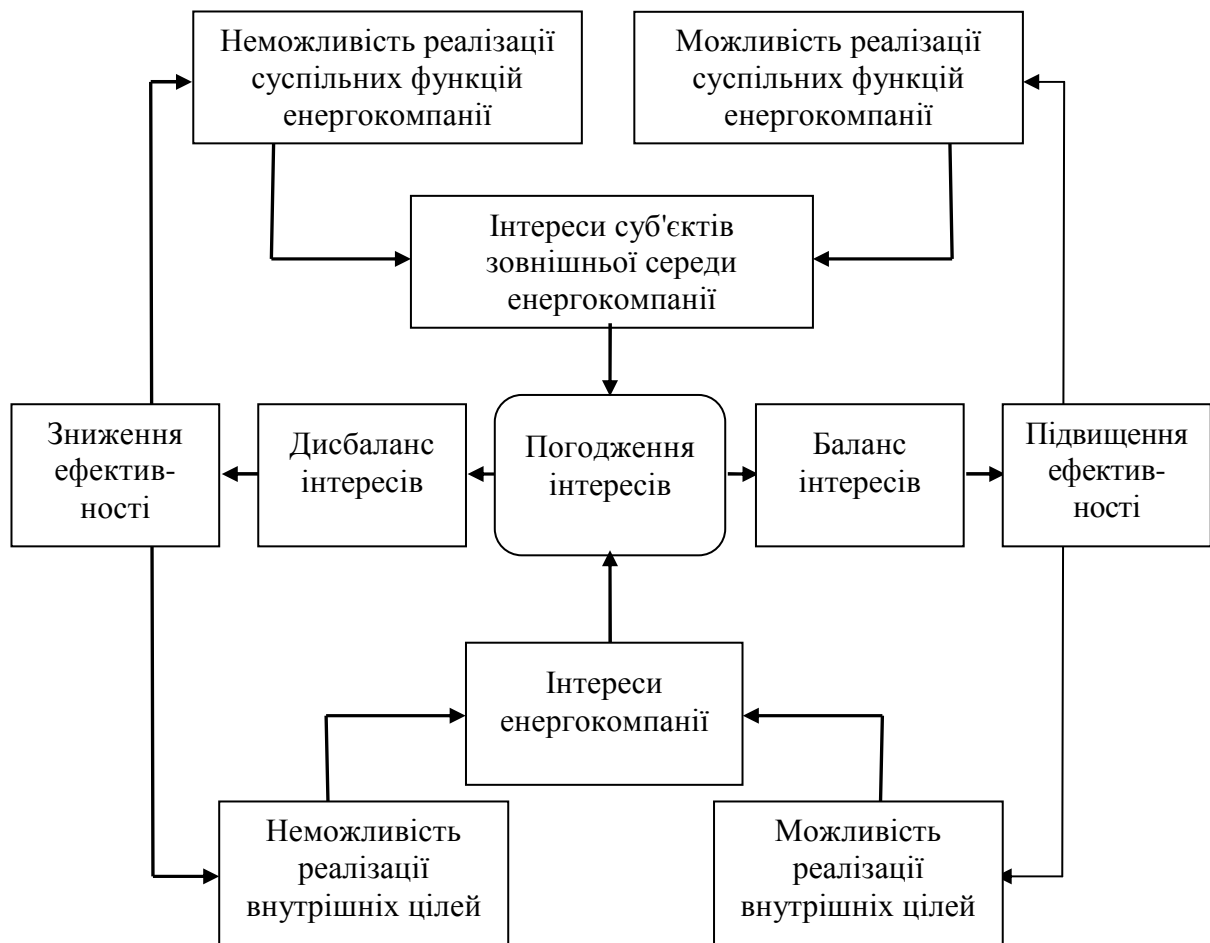 Неможливість реалізації
суспільних функцій
енергокомпанії
Можливість реалізації
суспільних функцій
енергокомпанії
Інтереси суб'єктів
зовнішньої середи
енергокомпанії
Зниження
ефектив-
ності
Дисбаланс
інтересів
Погодження
інтересів
Баланс
інтересів
Підвищення
ефектив-
ності
Інтереси
енергокомпанії
Неможливість
реалізації
внутрішніх цілей
Можливість
реалізації
внутрішніх цілей